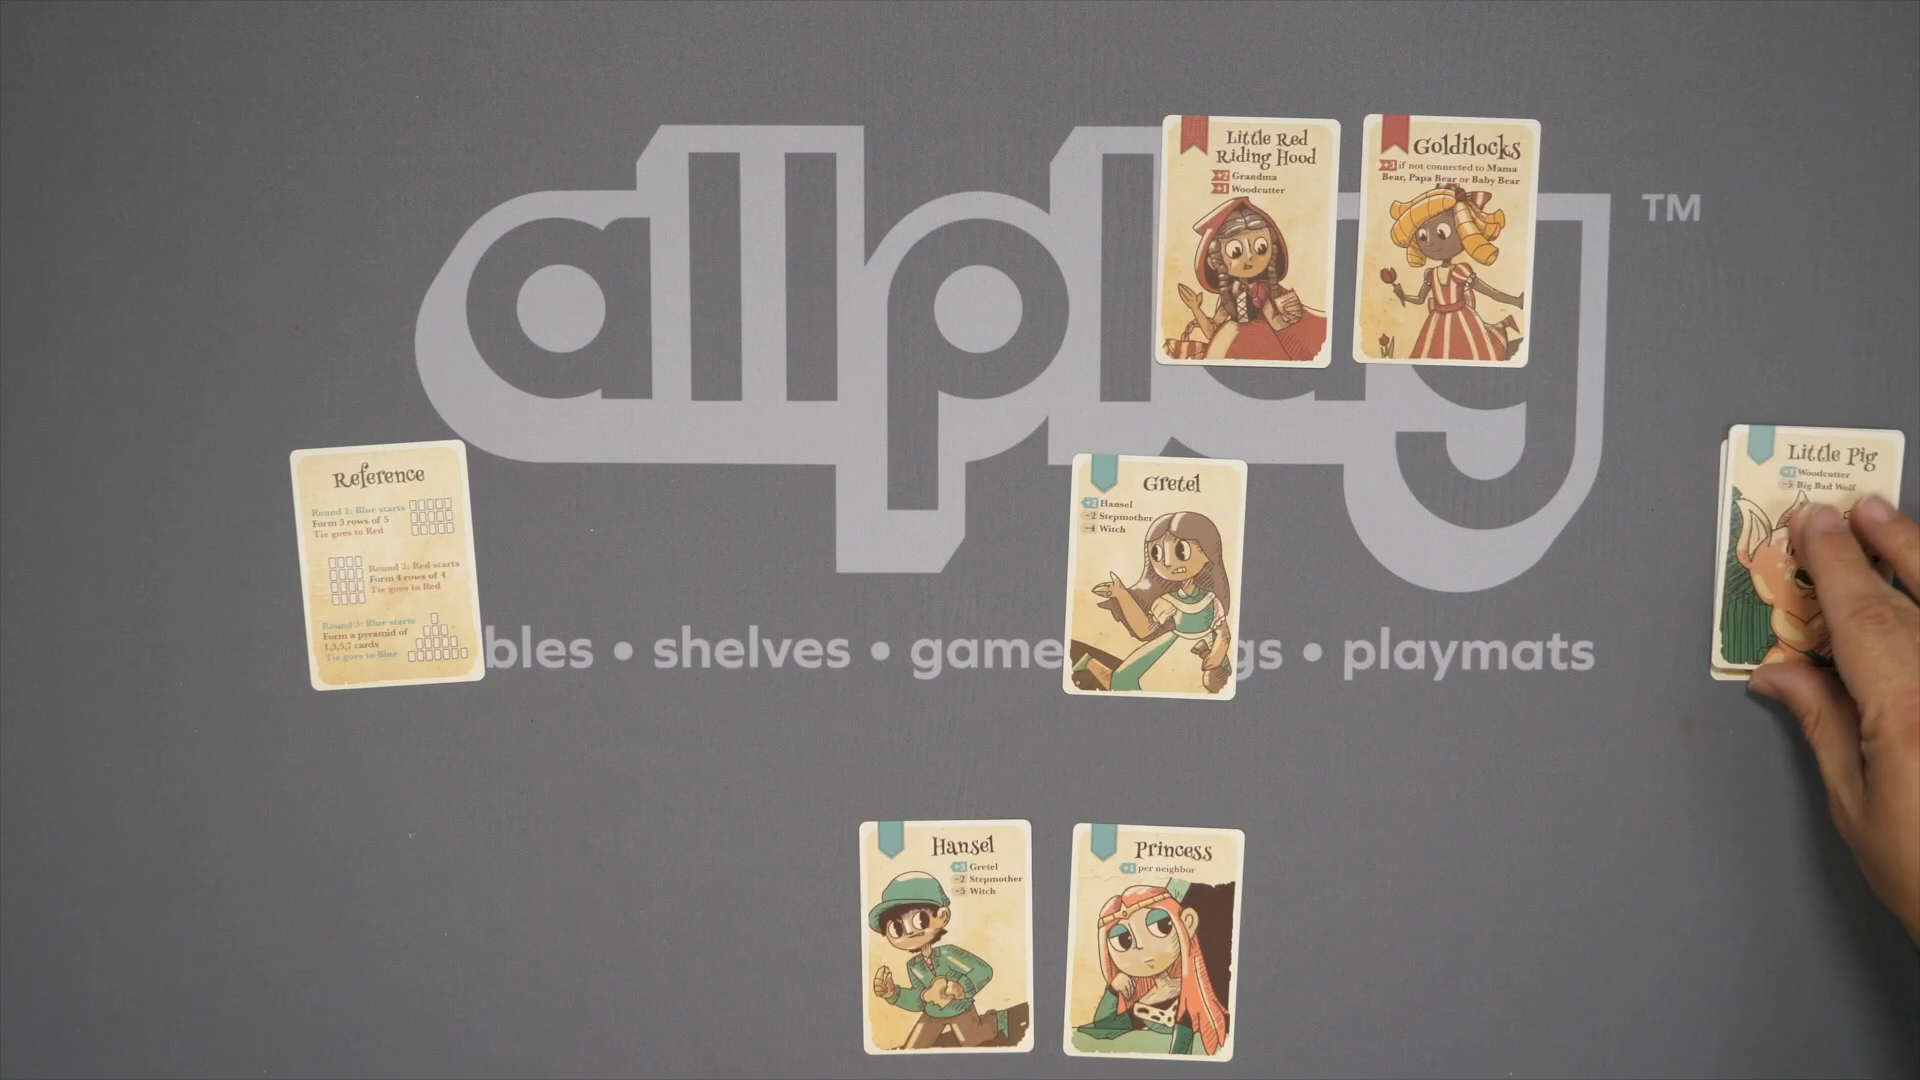 allplay
TM
bles • shelves • game
gs • playmats
Little Red
Riding Hood
+2 Grandma
+1 Woodcutter
Goldilocks
+3 if not connected to Mama
Bear, Papa Bear or Baby Bear
Reference
Round 1: Blue starts
Form 3 rows of 5
Tie goes to Red
Round 2: Red starts
Form 4 rows of 4
Tie goes to Red
Round 3: Blue starts
Form a pyramid of
1,3,5,7 cards
Tie goes to Blue
Gretel
+2 Hansel
-2 Stepmother
-4 Witch
Little Pig
Woodcutter
Big Bad Wolf
Hansel
+3 Gretel
-2 Stepmother
Witch
Princess
+1 per neighbor